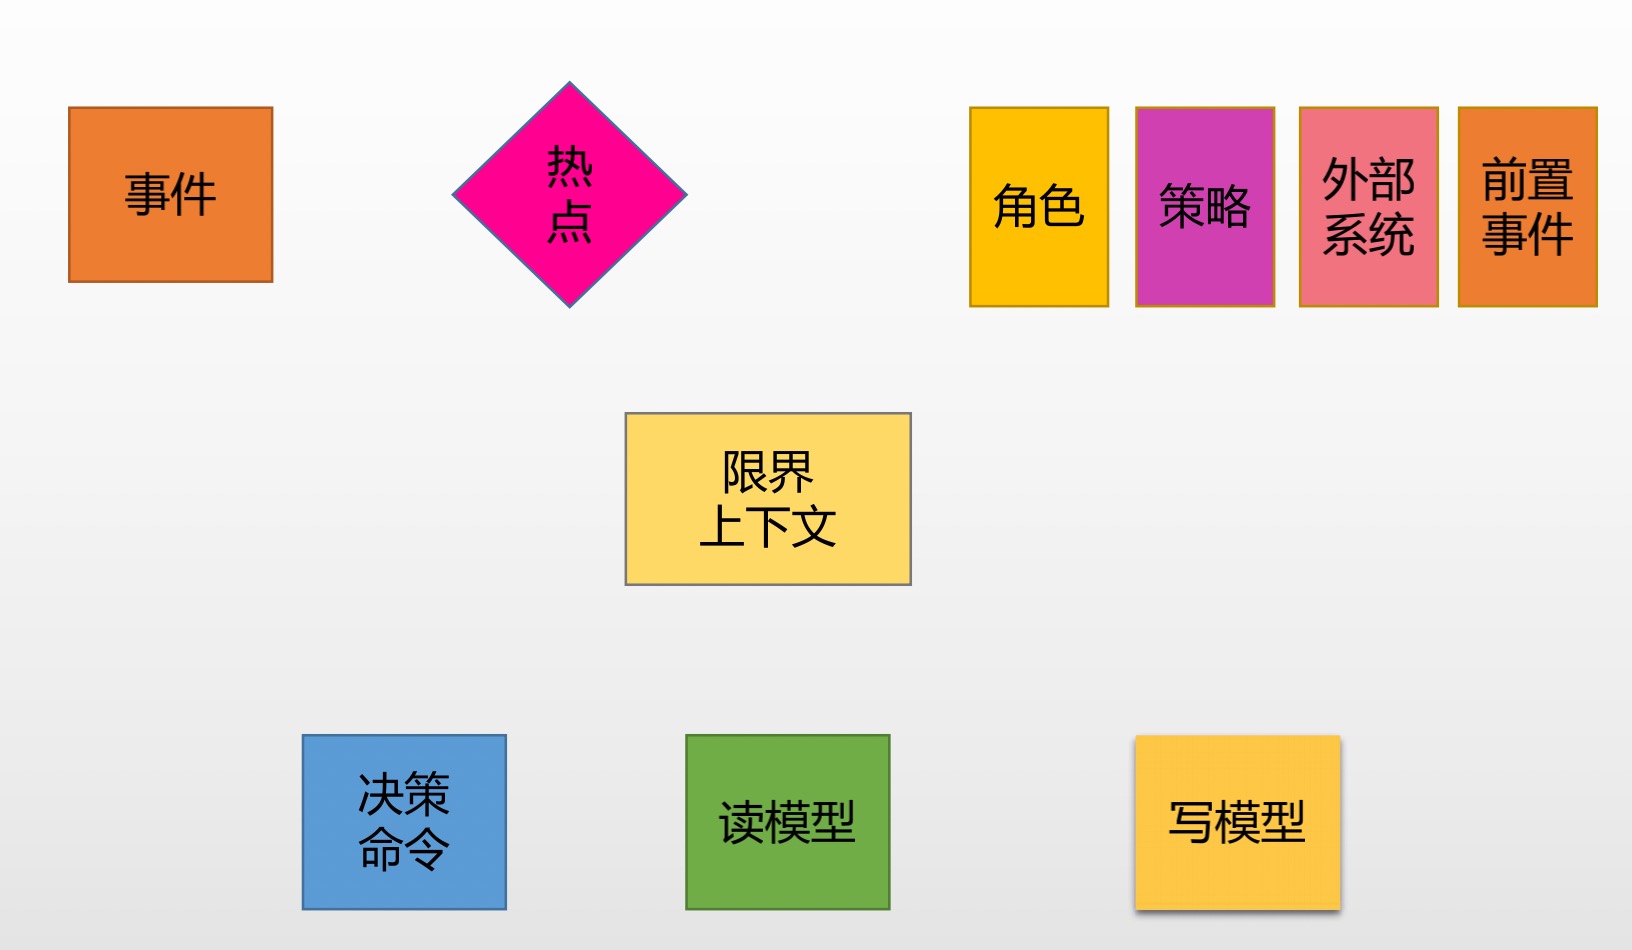 事件
热
点
角色
策略
外部
系统
前置
事件
限界
上下文
决策
命令
读模型
写模型